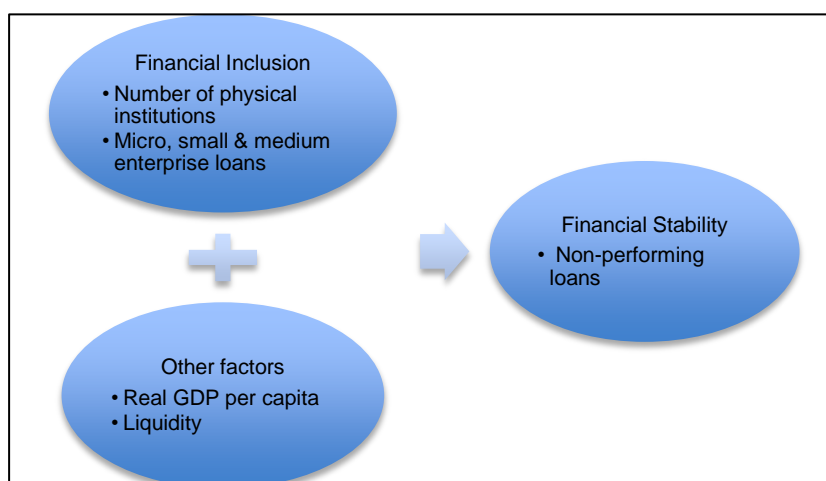 Financial Inclusion
• Number of physical
institutions
• Micro, small & medium
enterprise loans
Financial Stability
• Non-performing
loans
Other factors
• Real GDP per capita
• Liquidity